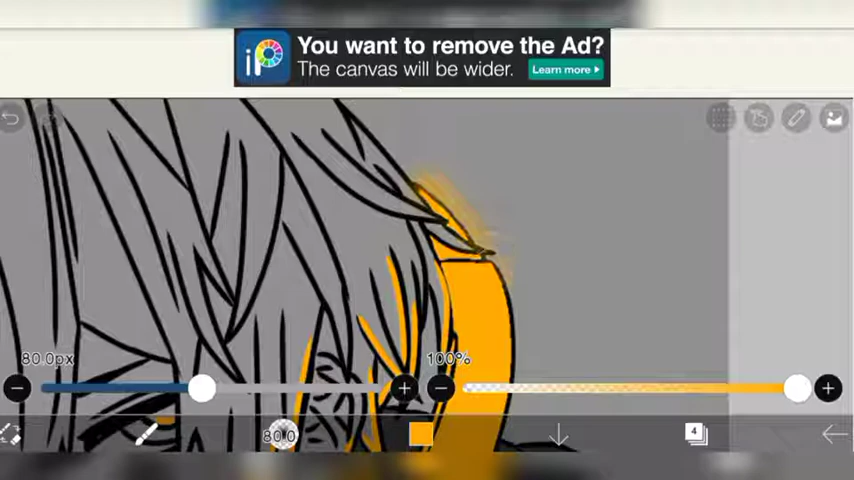 iP
You want to remove the Ad?
The canvas will be wider.
Learn more
80.0px
100%
80.0
4